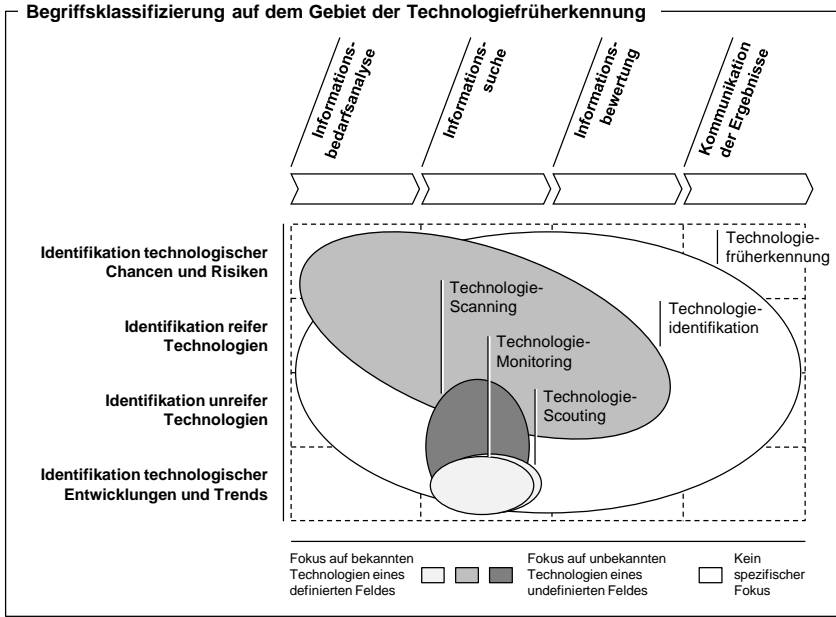 Begriffsklassifizierung auf dem Gebiet der Technologiefrüherkennung
Informations-
bedarfsanalyse
Informations-
suche
Informations-
bewertung
Kommunikation
der Ergebnisse
Identifikation technologischer
Chancen und Risiken
Identifikation reifer
Technologien
Identifikation unreifer
Technologien
Identifikation technologischer
Entwicklungen und Trends
Technologie-
früherkennung
Technologie-
Scanning
Technologie-
identifikation
Technologie-
Monitoring
Technologie-
Scouting
Fokus auf bekannten
Technologien eines
definierten Feldes
Fokus auf unbekannten
Technologien eines
undefinierten Feldes
Kein
spezifischer
Fokus